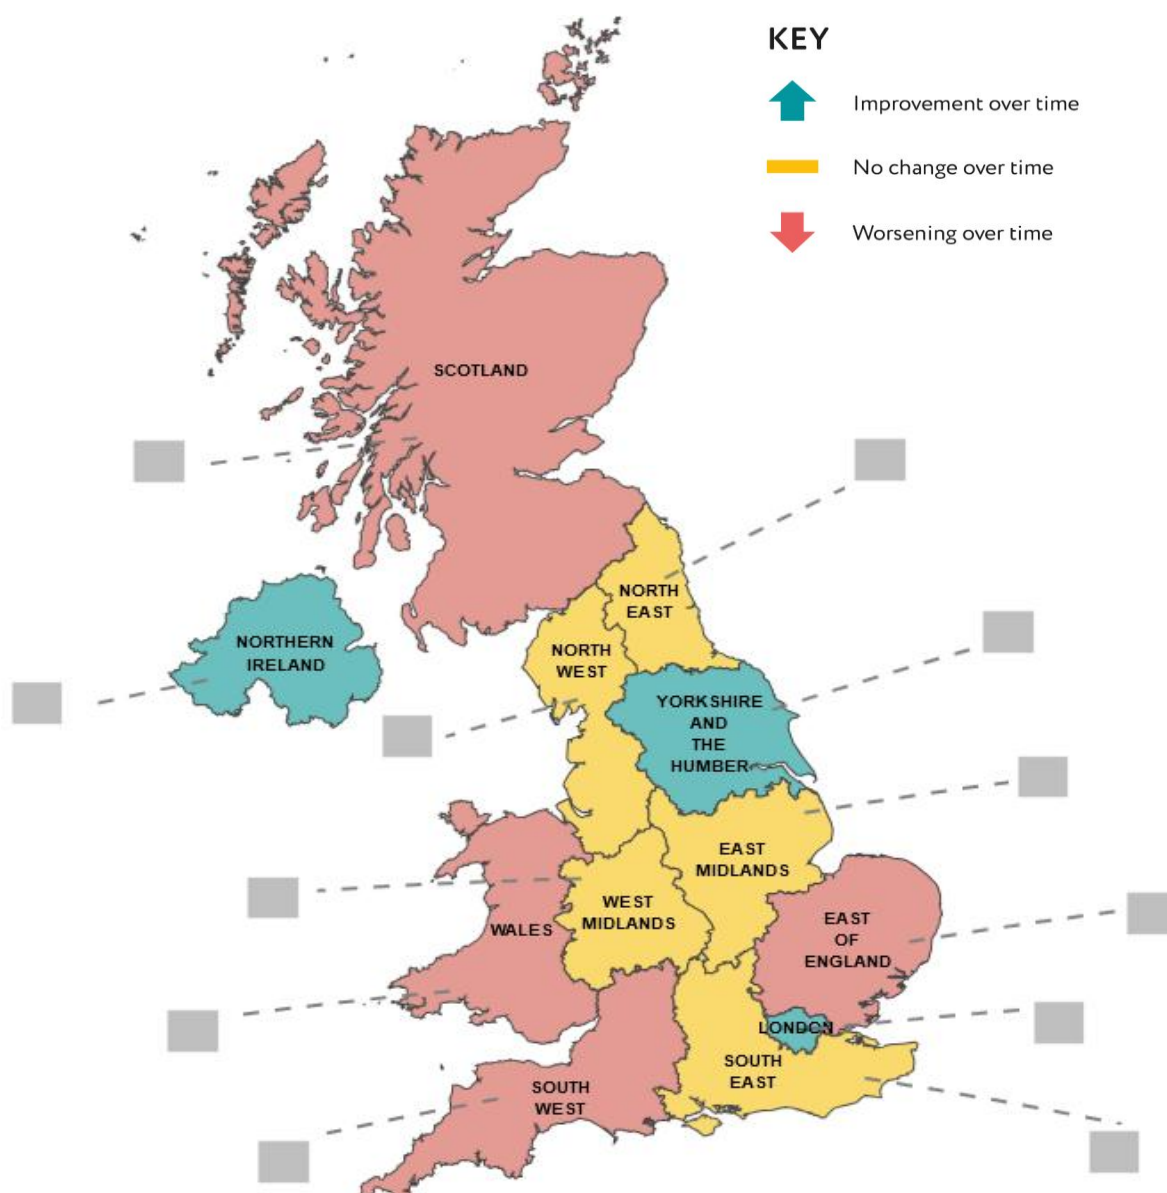 KEY
Improvement over time
No change over time
Worsening over time
SCOTLAND
NORTH
EAST
NORTHERN
IRELAND
NORTH
WEST
YORKSHIRE
AND
THE
HUMBER
EAST
MIDLANDS
WEST
MIDLANDS
WALES
EAST
OF
ENGLAND
LONDON
SOUTH
EAST
SOUTH
WEST